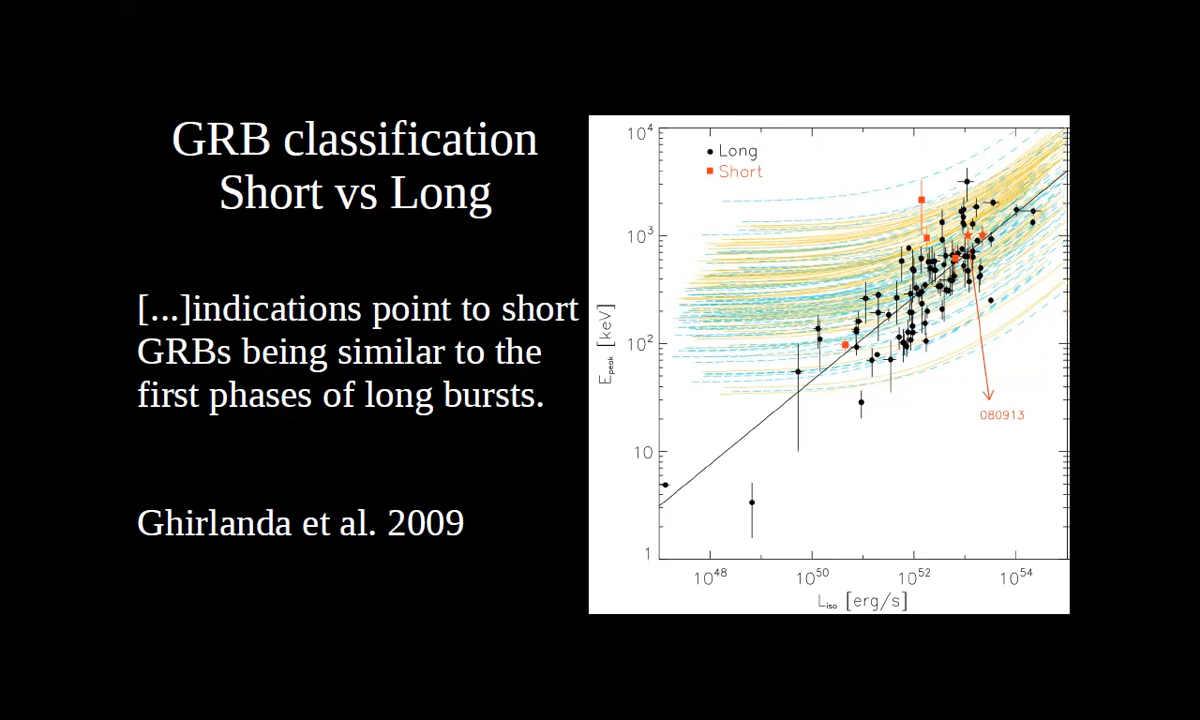 GRB classification
Short vs Long
[...]indications point to short
GRBs being similar to the
first phases of long bursts.
Ghirlanda et al. 2009
Long
Short
10⁴
10³
10²
10
1
E_peak [keV]
080913
10⁴⁸
10⁵⁰
10⁵²
10⁵⁴
L_iso [erg/s]